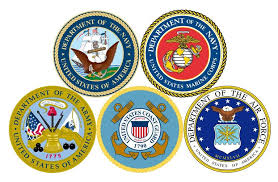 DEPARTMENT OF THE NAVY
UNITED STATES OF AMERICA
DEPARTMENT OF THE NAVY
UNITED STATES MARINE CORPS
DEPARTMENT OF THE ARMY
1775
UNITED STATES OF AMERICA
UNITED STATES COAST GUARD
1790
DEPARTMENT OF THE AIR FORCE
MCMXLVII
UNITED STATES OF AMERICA